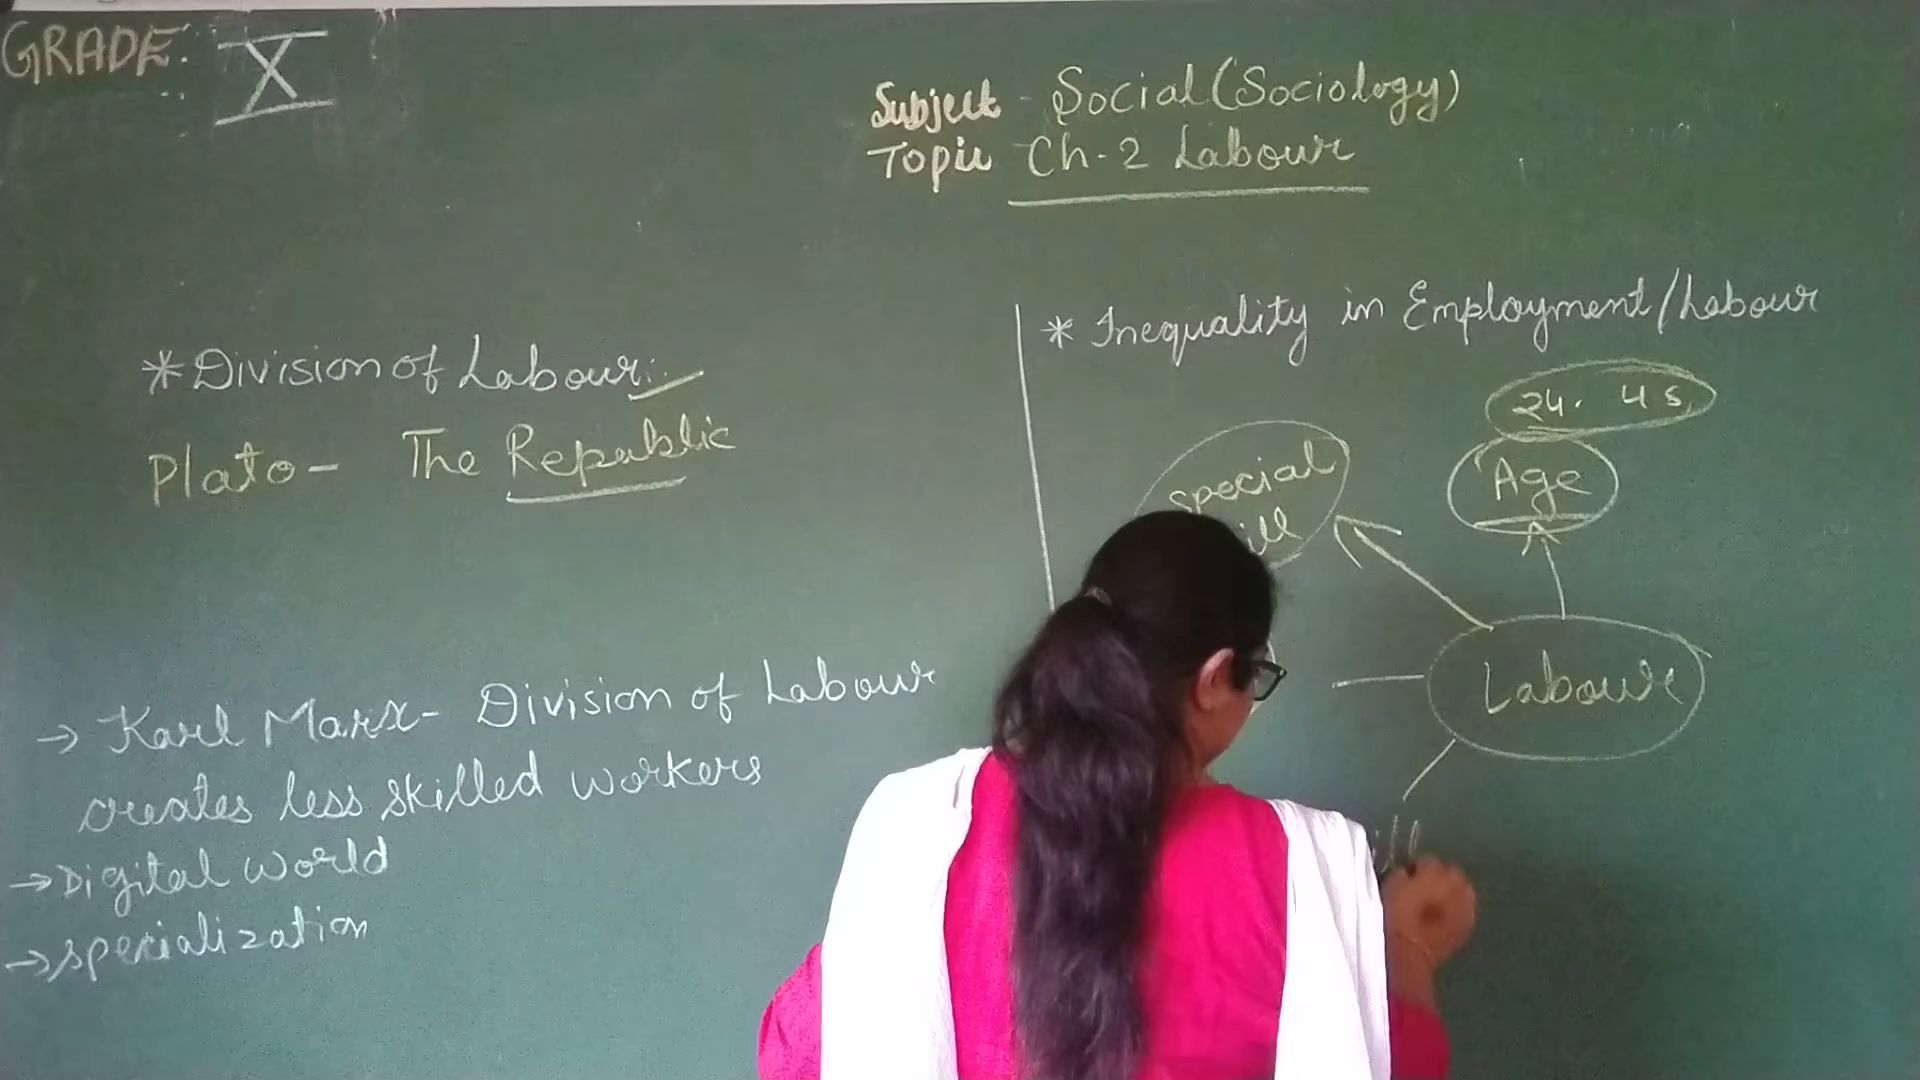 GRADE: X
Subject - Social (Sociology)
Topic Ch-2 Labour
* Division of Labour:
Plato - The Republic
→ Karl Marx - Division of Labour
creates less skilled workers
→ Digital world
→ specialization
* Inequality in Employment/Labour
24. 45
Age
special
Labour